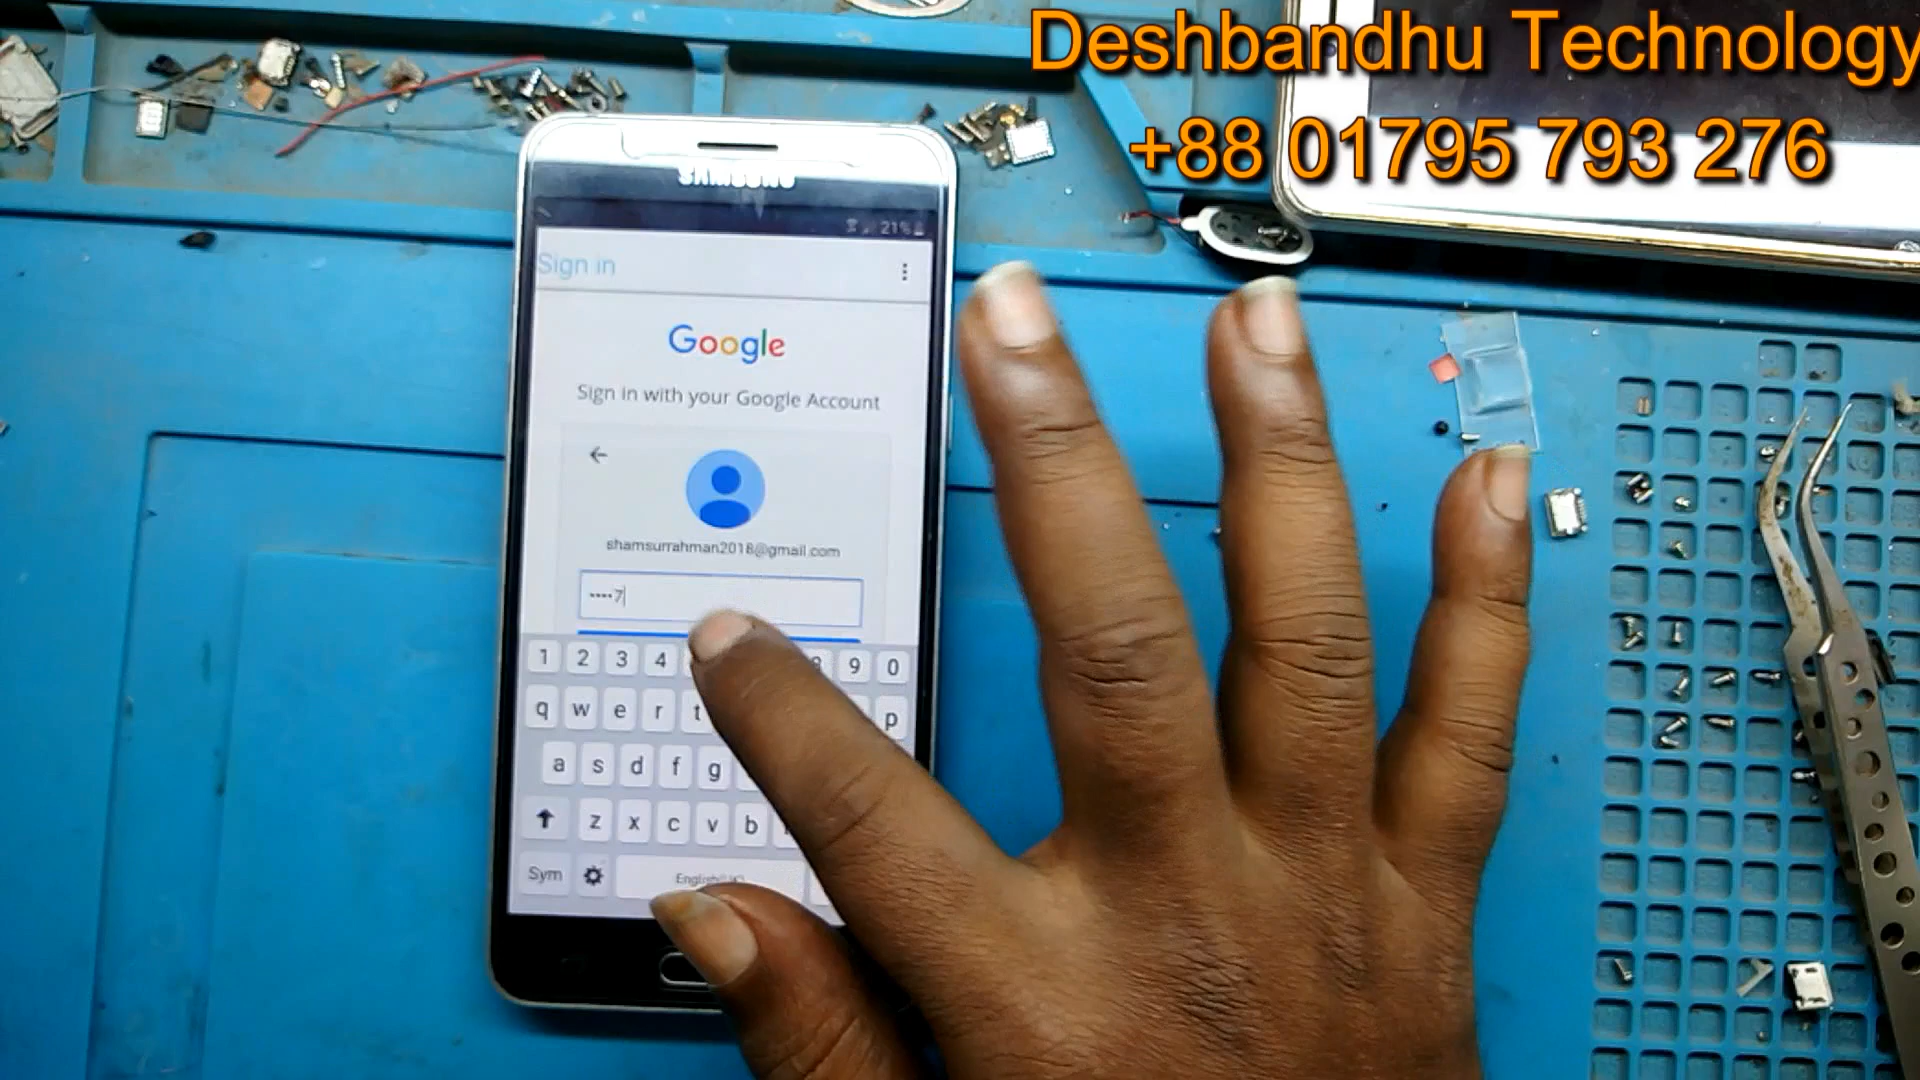 Deshbandhu Technology
+88 01795 793 276
SAMSUNG
21%
Sign in
Google
Sign in with your Google Account
shamsurrahman2018@gmail.com
····7
1 2 3 4 8 9 0
q w e r t p
a s d f g
z x c v b
Sym